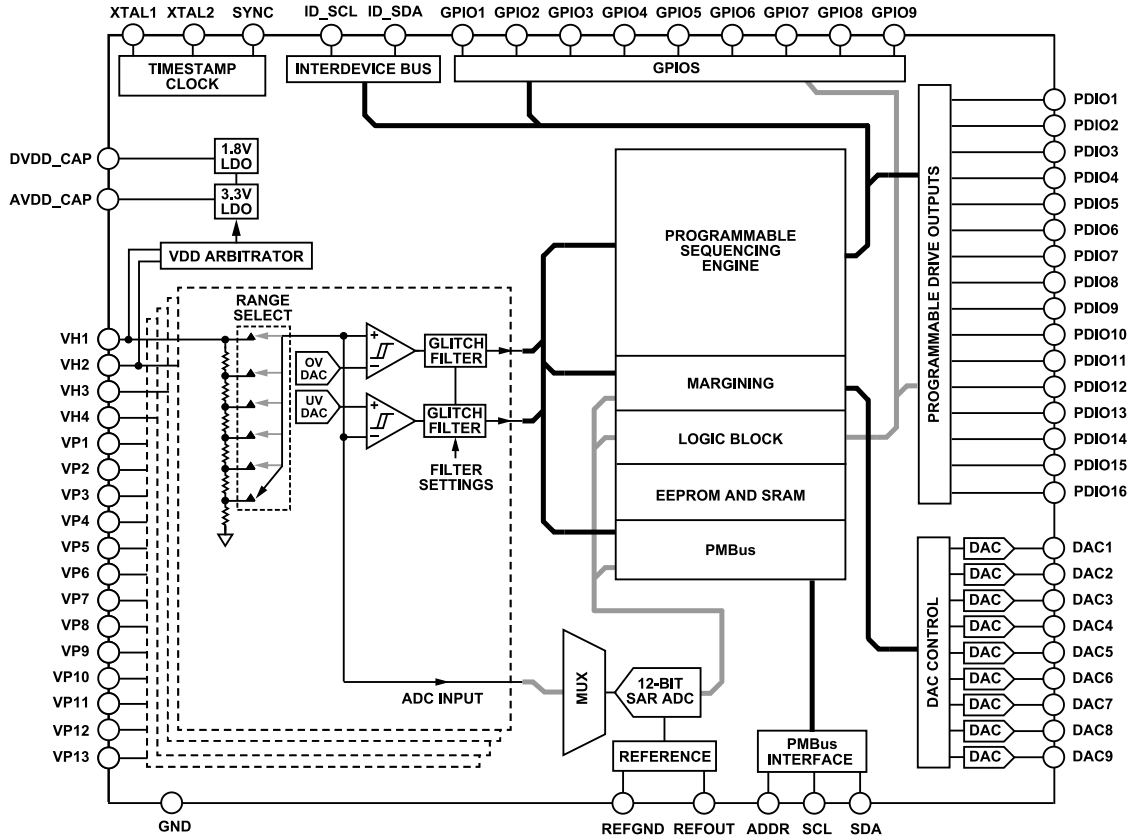 XTAL1 XTAL2 SYNC ID_SCL ID_SDA GPIO1 GPIO2 GPIO3 GPIO4 GPIO5 GPIO6 GPIO7 GPIO8 GPIO9
TIMESTAMP
CLOCK
INTERDEVICE BUS
GPIOS
DVDD_CAP
AVDD_CAP
1.8V
LDO
3.3V
LDO
VDD ARBITRATOR
VH1
VH2
VH3
VH4
VP1
VP2
VP3
VP4
VP5
VP6
VP7
VP8
VP9
VP10
VP11
VP12
VP13
RANGE
SELECT
OV
DAC
UV
DAC
+
−
+
−
GLITCH
FILTER
GLITCH
FILTER
FILTER
SETTINGS
ADC INPUT
MUX
12-BIT
SAR ADC
REFERENCE
PROGRAMMABLE
SEQUENCING
ENGINE
MARGINING
LOGIC BLOCK
EEPROM AND SRAM
PMBus
PMBus
INTERFACE
PROGRAMMABLE DRIVE OUTPUTS
PDIO1
PDIO2
PDIO3
PDIO4
PDIO5
PDIO6
PDIO7
PDIO8
PDIO9
PDIO10
PDIO11
PDIO12
PDIO13
PDIO14
PDIO15
PDIO16
DAC CONTROL
DAC DAC1
DAC DAC2
DAC DAC3
DAC DAC4
DAC DAC5
DAC DAC6
DAC DAC7
DAC DAC8
DAC DAC9
GND
REFGND REFOUT ADDR SCL SDA